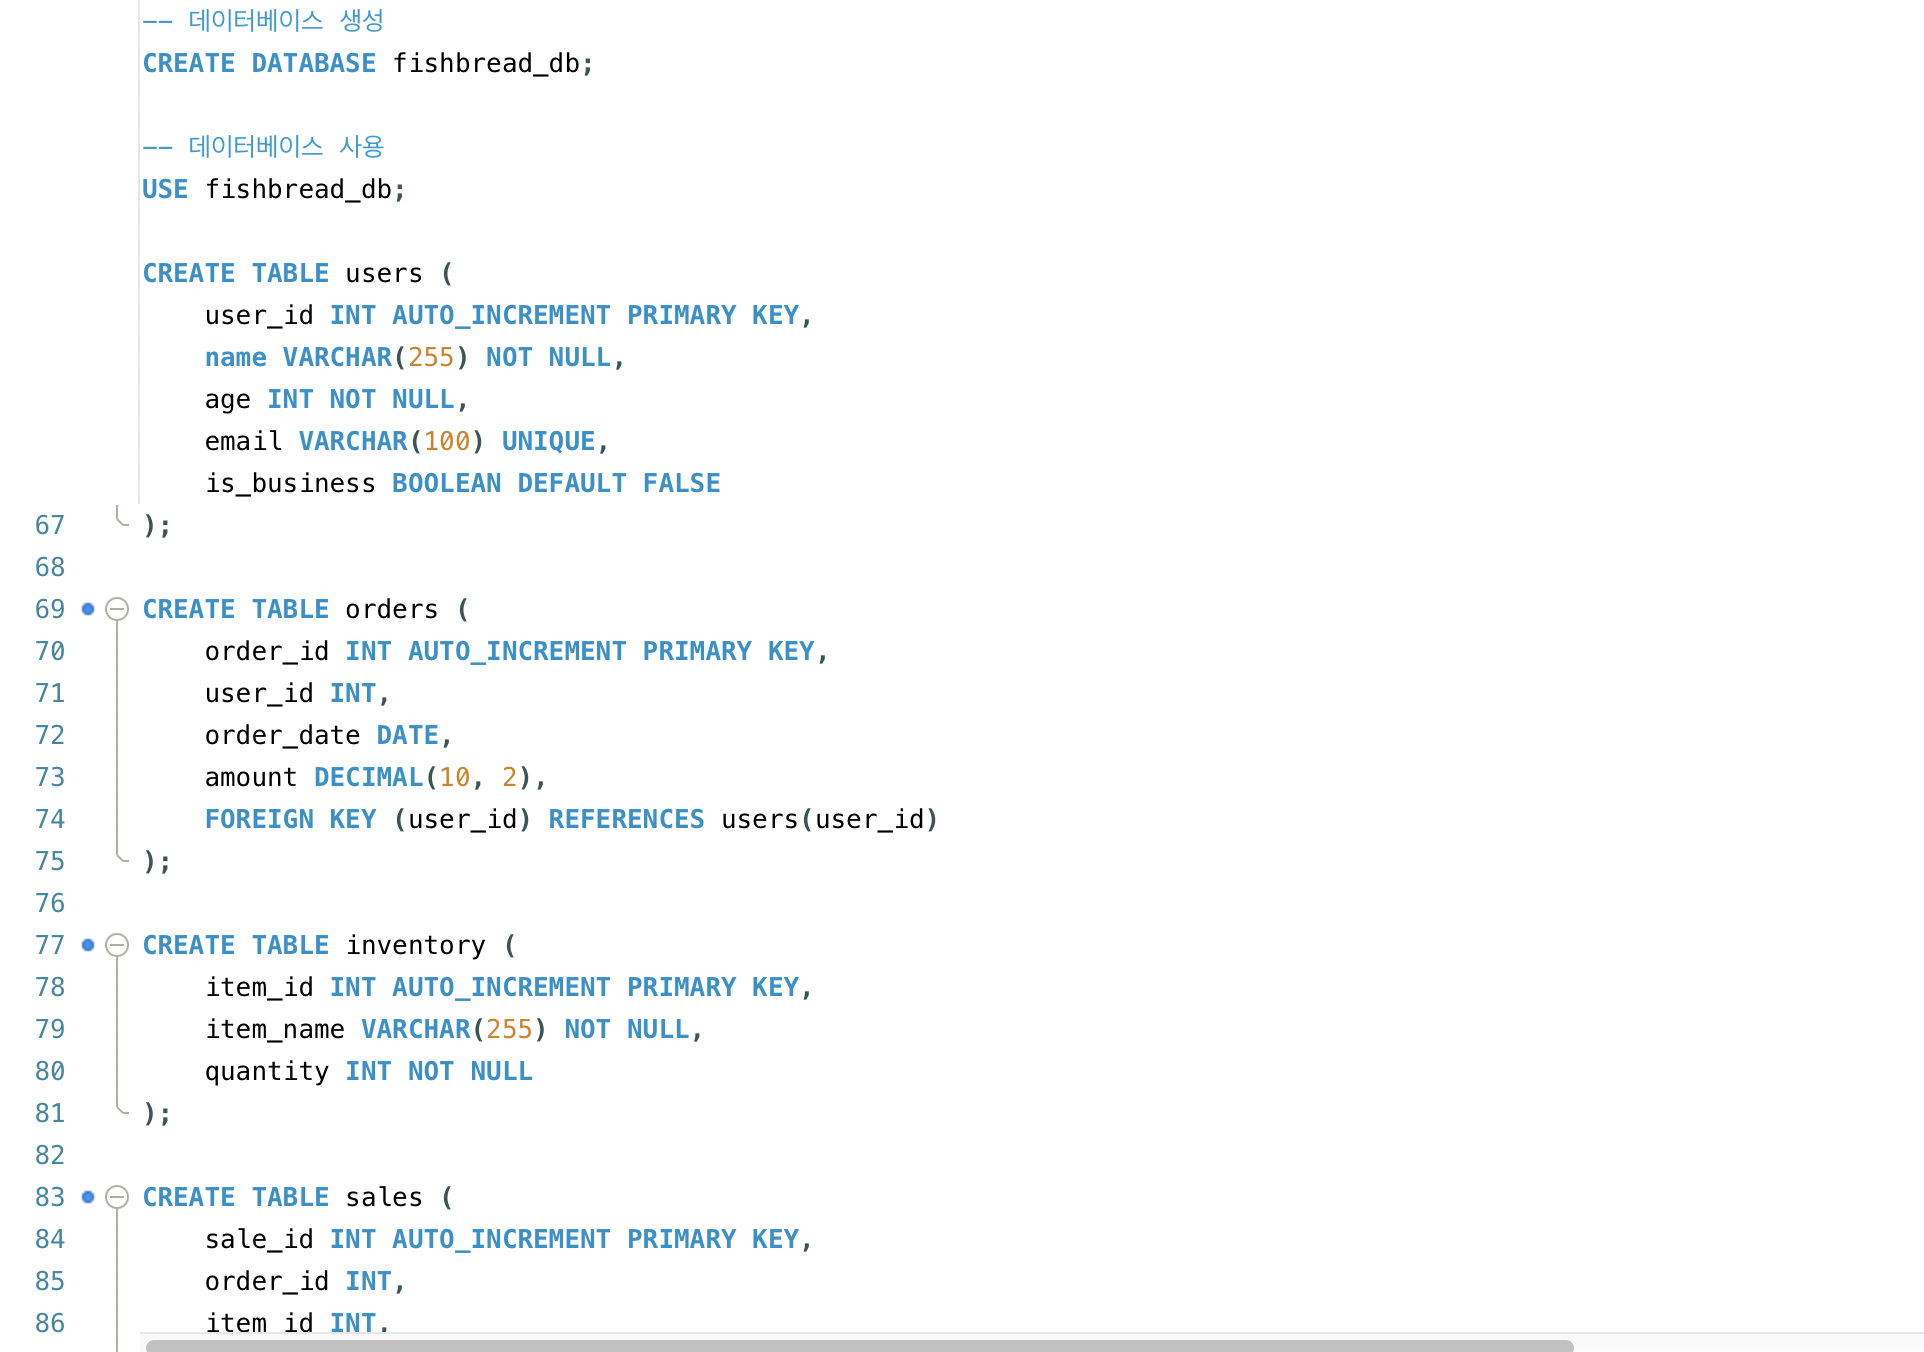 -- 데이터베이스 생성
CREATE DATABASE fishbread_db;
-- 데이터베이스 사용
USE fishbread_db;
CREATE TABLE users (
    user_id INT AUTO_INCREMENT PRIMARY KEY,
    name VARCHAR(255) NOT NULL,
    age INT NOT NULL,
    email VARCHAR(100) UNIQUE,
    is_business BOOLEAN DEFAULT FALSE
67 );
68
69 CREATE TABLE orders (
70     order_id INT AUTO_INCREMENT PRIMARY KEY,
71     user_id INT,
72     order_date DATE,
73     amount DECIMAL(10, 2),
74     FOREIGN KEY (user_id) REFERENCES users(user_id)
75 );
76
77 CREATE TABLE inventory (
78     item_id INT AUTO_INCREMENT PRIMARY KEY,
79     item_name VARCHAR(255) NOT NULL,
80     quantity INT NOT NULL
81 );
82
83 CREATE TABLE sales (
84     sale_id INT AUTO_INCREMENT PRIMARY KEY,
85     order_id INT,
86     item_id INT,